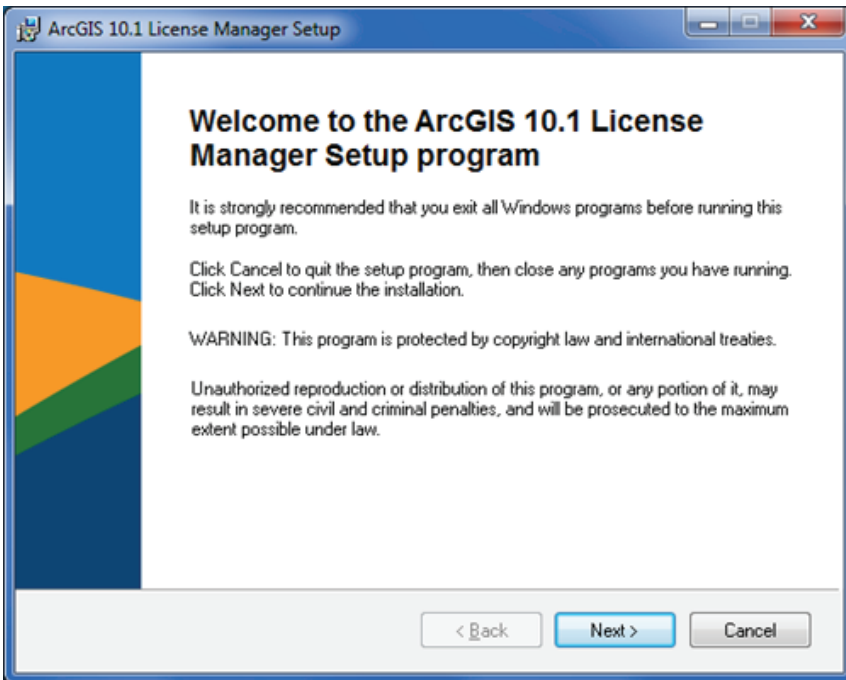 ArcGIS 10.1 License Manager Setup
Welcome to the ArcGIS 10.1 License
Manager Setup program
It is strongly recommended that you exit all Windows programs before running this
setup program.
Click Cancel to quit the setup program, then close any programs you have running.
Click Next to continue the installation.
WARNING: This program is protected by copyright law and international treaties.
Unauthorized reproduction or distribution of this program, or any portion of it, may
result in severe civil and criminal penalties, and will be prosecuted to the maximum
extent possible under law.
< Back Next > Cancel